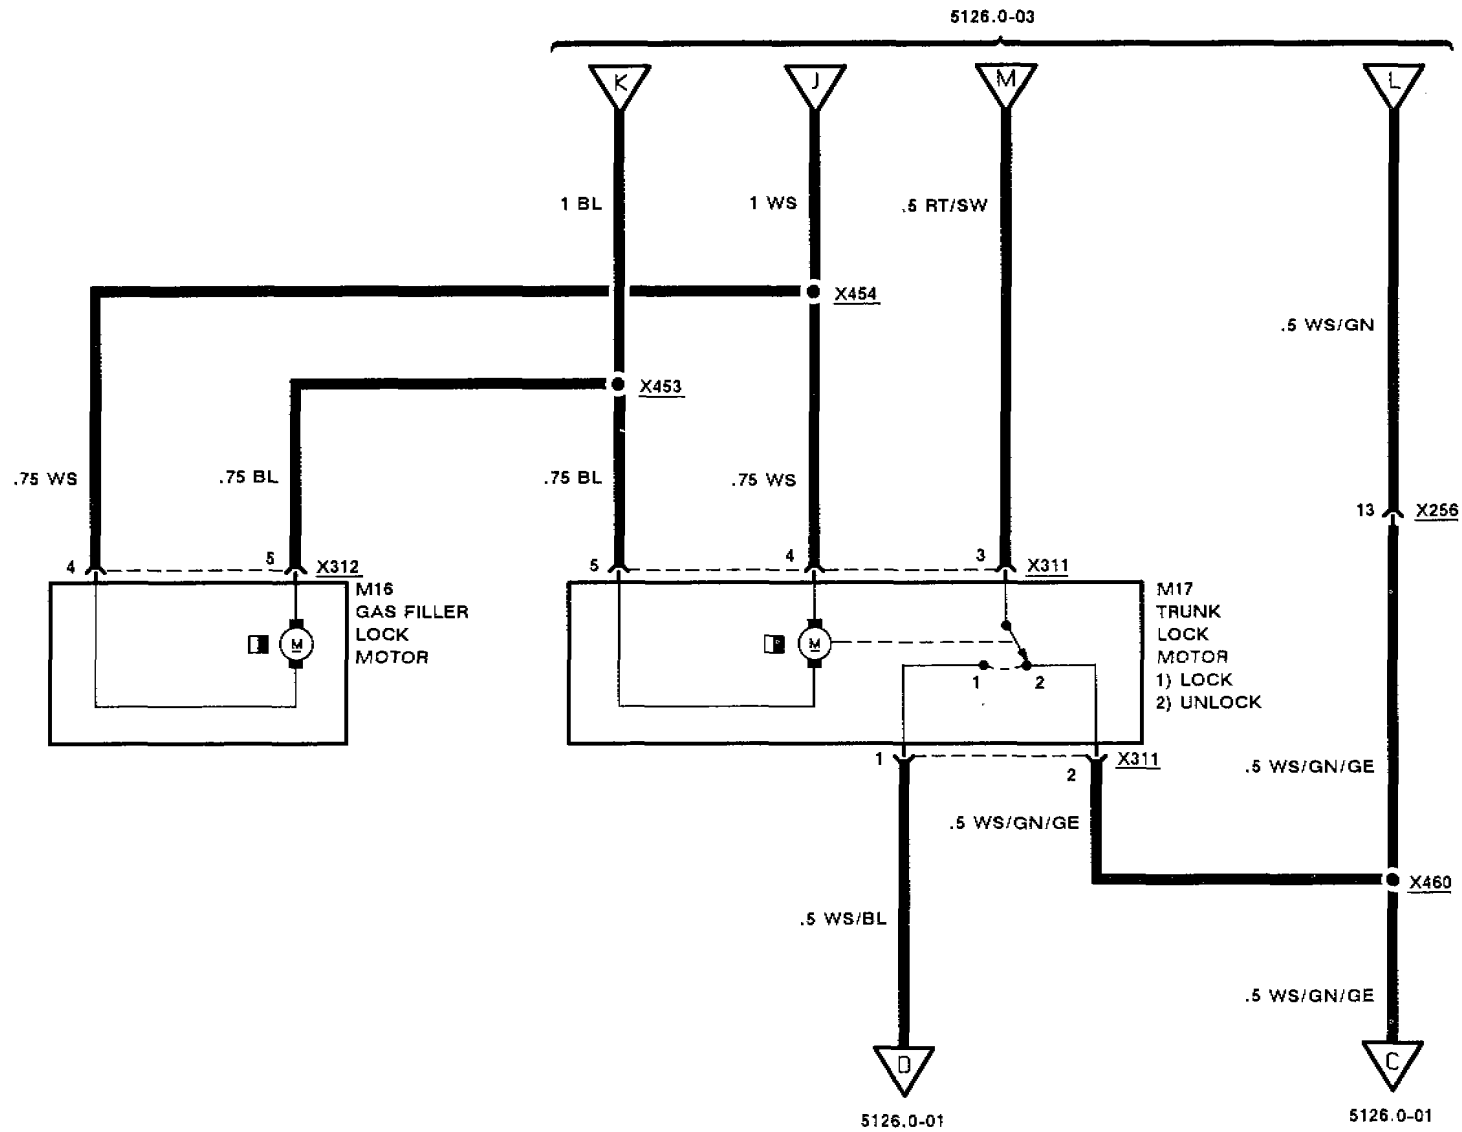 5126.0-03
K
J
M
L
1 BL
1 WS
.5 RT/SW
X454
.5 WS/GN
X453
.75 WS
.75 BL
.75 BL
.75 WS
13
X256
4
5
X312
5
4
3
X311
M16
GAS FILLER
LOCK
MOTOR
M
M
M17
TRUNK
LOCK
MOTOR
1) LOCK
2) UNLOCK
1
2
1
2
X311
.5 WS/GN/GE
.5 WS/GN/GE
X460
.5 WS/BL
.5 WS/GN/GE
D
C
5126.0-01
5126.0-01